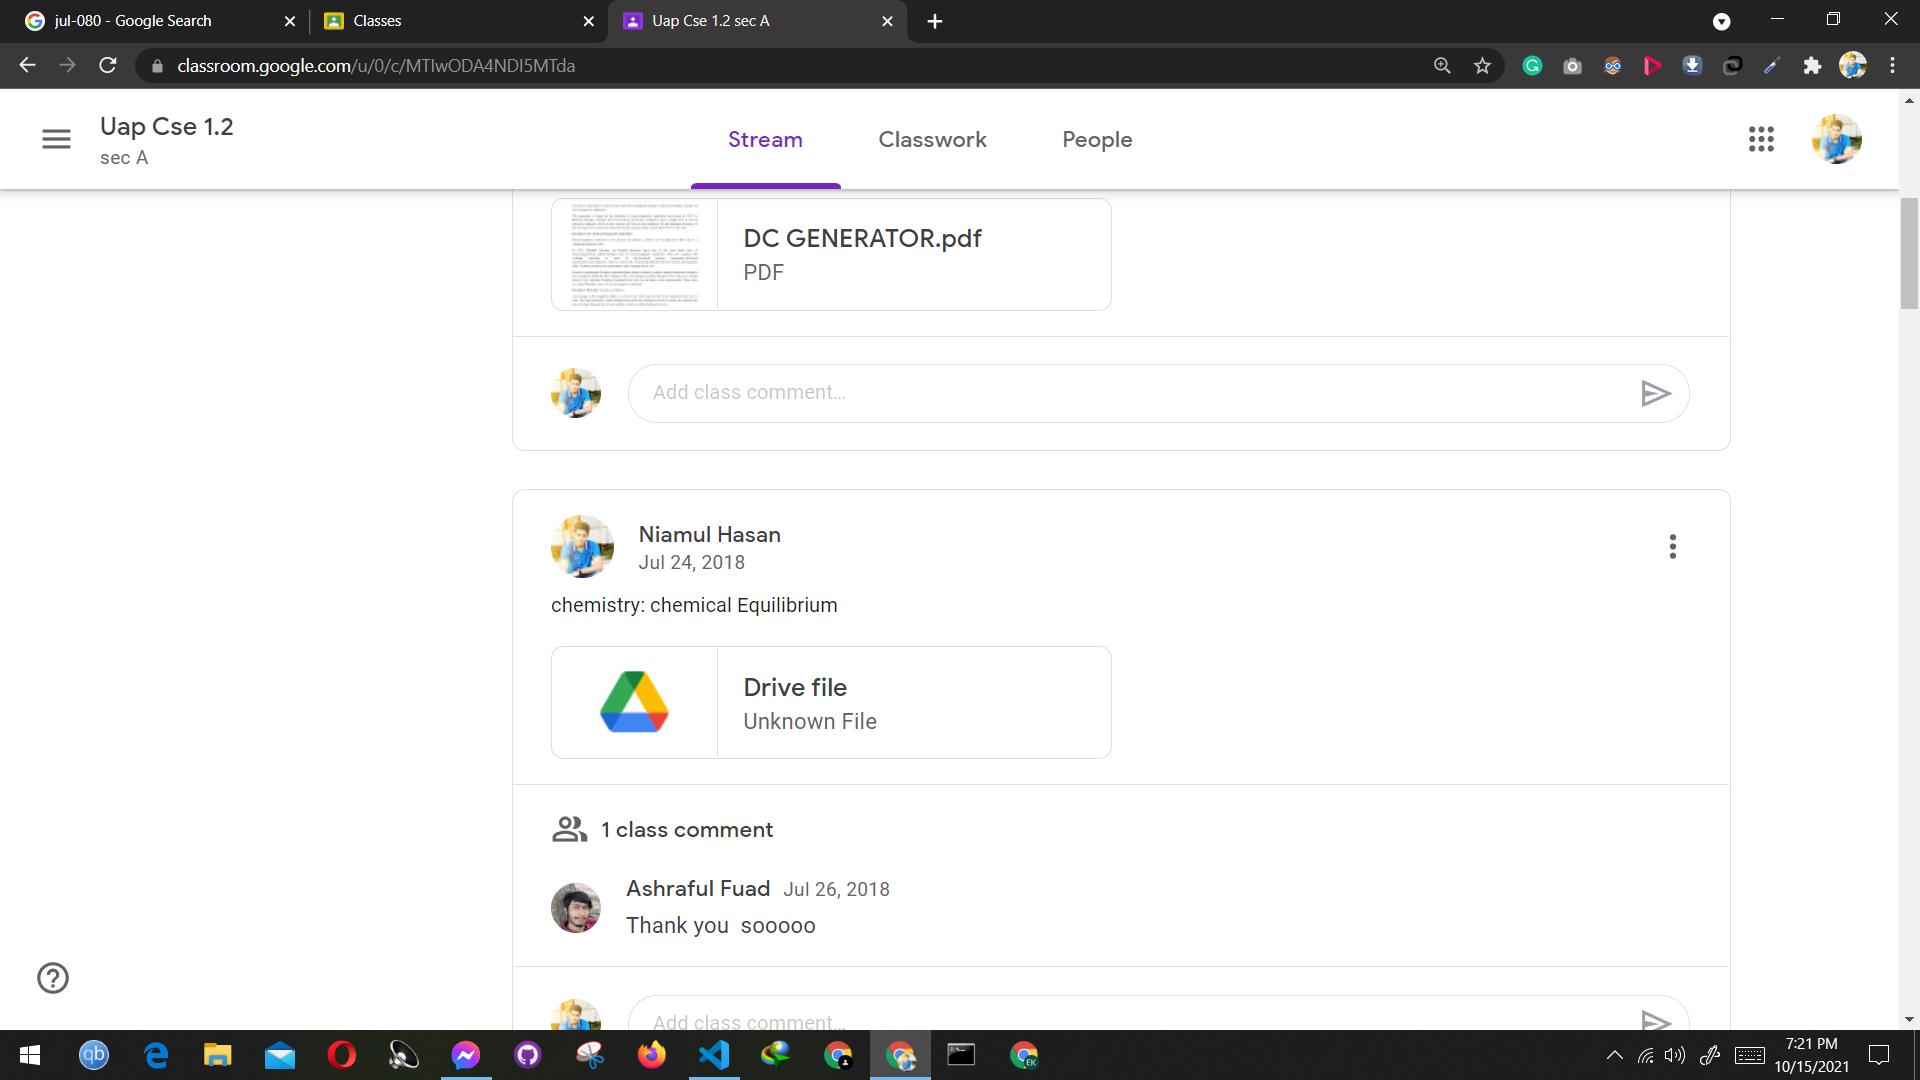 jul-080 - Google Search
Classes
Uap Cse 1.2 sec A
classroom.google.com/u/0/c/MTIwODA4NDI5MTda
Uap Cse 1.2
sec A
Stream
Classwork
People
DC GENERATOR.pdf
PDF
Add class comment...
Niamul Hasan
Jul 24, 2018
chemistry: chemical Equilibrium
Drive file
Unknown File
1 class comment
Ashraful Fuad Jul 26, 2018
Thank you sooooo
Add class comment...
qb
EK
7:21 PM
10/15/2021